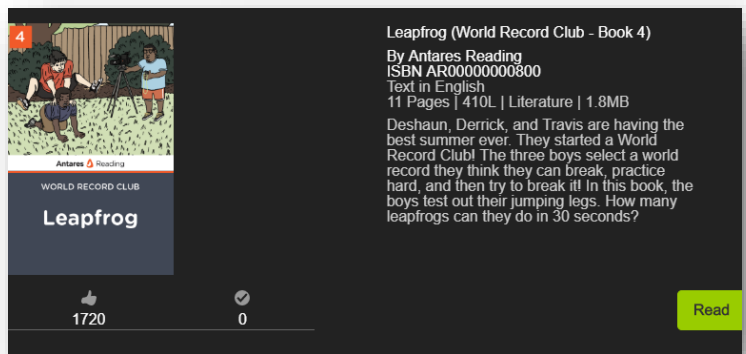 4
Antares Reading
WORLD RECORD CLUB
Leapfrog
1720
0
Leapfrog (World Record Club - Book 4)
By Antares Reading
ISBN AR00000000800
Text in English
11 Pages | 410L | Literature | 1.8MB
Deshaun, Derrick, and Travis are having the
best summer ever. They started a World
Record Club! The three boys select a world
record they think they can break, practice
hard, and then try to break it! In this book, the
boys test out their jumping legs. How many
leapfrogs can they do in 30 seconds?
Read